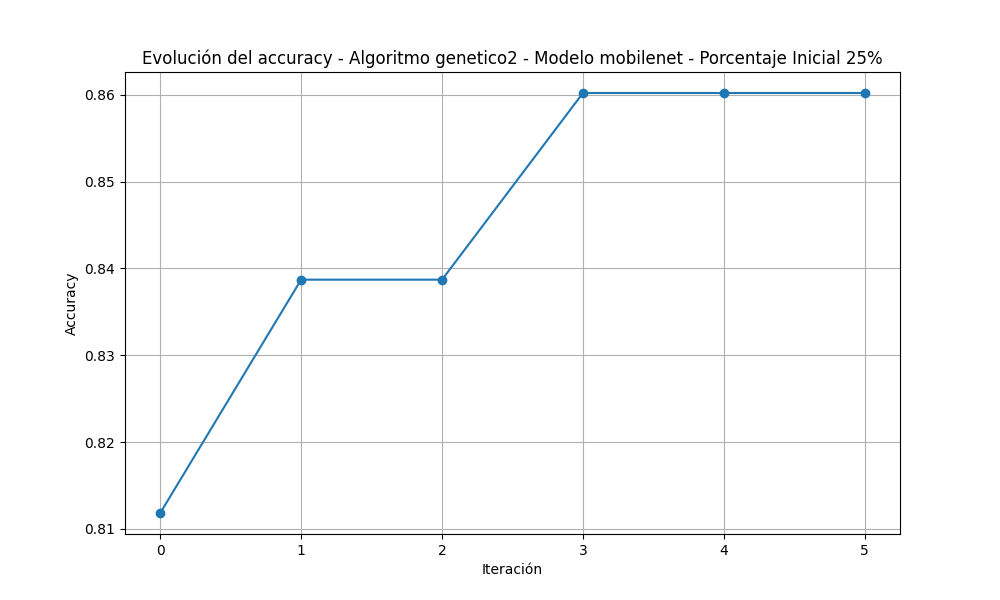 Evolución del accuracy - Algoritmo genetico2 - Modelo mobilenet - Porcentaje Inicial 25%
0.86
0.85
0.84
0.83
0.82
0.81
Accuracy
0 1 2 3 4 5
Iteración